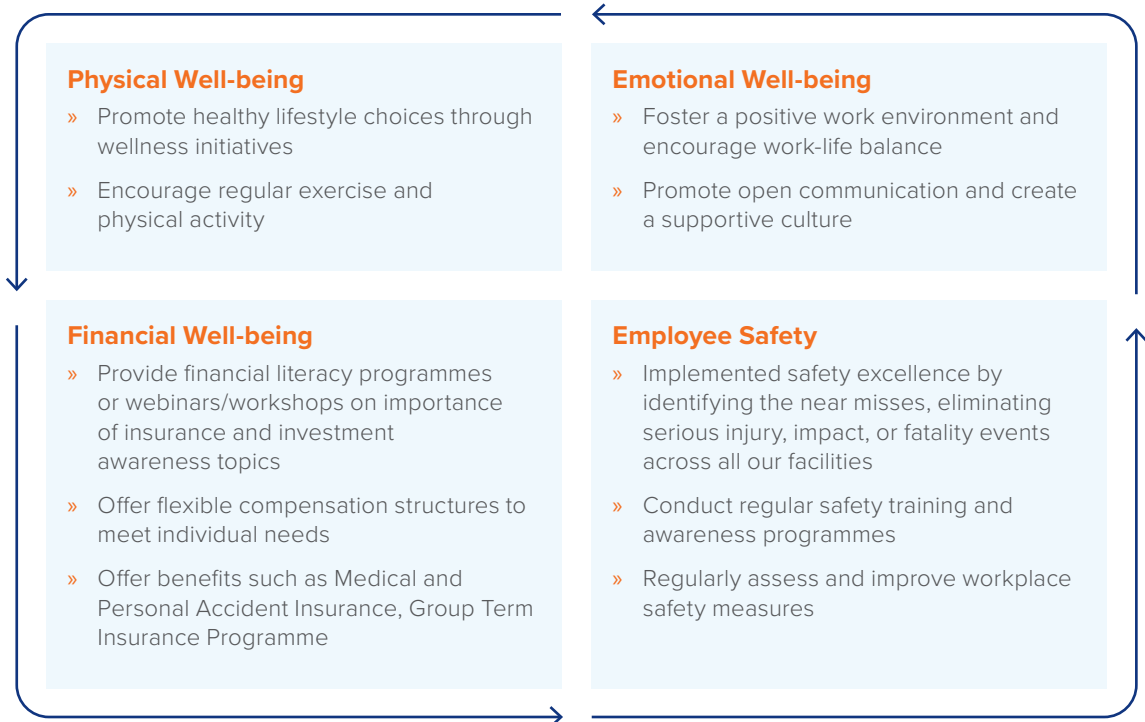 Physical Well-being
» Promote healthy lifestyle choices through
wellness initiatives
» Encourage regular exercise and
physical activity
Emotional Well-being
» Foster a positive work environment and
encourage work-life balance
» Promote open communication and create
a supportive culture
Financial Well-being
» Provide financial literacy programmes
or webinars/workshops on importance
of insurance and investment
awareness topics
» Offer flexible compensation structures to
meet individual needs
» Offer benefits such as Medical and
Personal Accident Insurance, Group Term
Insurance Programme
Employee Safety
» Implemented safety excellence by
identifying the near misses, eliminating
serious injury, impact, or fatality events
across all our facilities
» Conduct regular safety training and
awareness programmes
» Regularly assess and improve workplace
safety measures